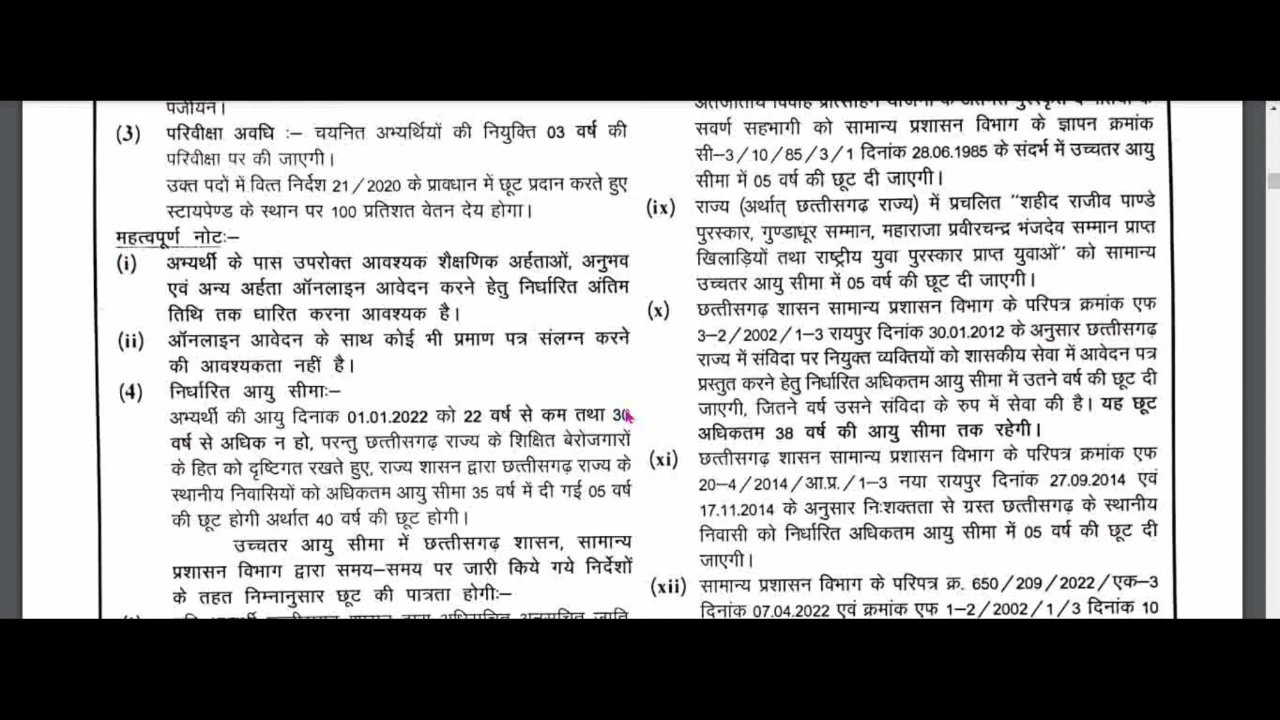 पंजीयन।
(3) परिवीक्षा अवधि :– चयनित अभ्यर्थियों की नियुक्ति 03 वर्ष की
परिवीक्षा पर की जाएगी।
उक्त पदों में वित्त निर्देश 21/2020 के प्रावधान में छूट प्रदान करते हुए
स्टायपेण्ड के स्थान पर 100 प्रतिशत वेतन देय होगा।
महत्वपूर्ण नोटः–
(i) अभ्यर्थी के पास उपरोक्त आवश्यक शैक्षणिक अर्हताओं, अनुभव
एवं अन्य अर्हता ऑनलाइन आवेदन करने हेतु निर्धारित अंतिम
तिथि तक धारित करना आवश्यक है।
(ii) ऑनलाइन आवेदन के साथ कोई भी प्रमाण पत्र संलग्न करने
की आवश्यकता नहीं है।
(4) निर्धारित आयु सीमाः–
अभ्यर्थी की आयु दिनाक 01.01.2022 को 22 वर्ष से कम तथा 30
वर्ष से अधिक न हो, परन्तु छत्तीसगढ़ राज्य के शिक्षित बेरोजगारों
के हित को दृष्टिगत रखते हुए, राज्य शासन द्वारा छत्तीसगढ़ राज्य के
स्थानीय निवासियों को अधिकतम आयु सीमा 35 वर्ष में दी गई 05 वर्ष
की छूट होगी अर्थात 40 वर्ष की छूट होगी।
उच्चतर आयु सीमा में छत्तीसगढ़ शासन, सामान्य
प्रशासन विभाग द्वारा समय–समय पर जारी किये गये निर्देशों
के तहत निम्नानुसार छूट की पात्रता होगीः–
सवर्ण सहभागी को सामान्य प्रशासन विभाग के ज्ञापन क्रमांक
सी–3/10/85/3/1 दिनांक 28.06.1985 के संदर्भ में उच्चतर आयु
सीमा में 05 वर्ष की छूट दी जाएगी।
(ix) राज्य (अर्थात् छत्तीसगढ़ राज्य) में प्रचलित "शहीद राजीव पाण्डे
पुरस्कार, गुण्डाधूर सम्मान, महाराजा प्रवीरचन्द्र भंजदेव सम्मान प्राप्त
खिलाड़ियों तथा राष्ट्रीय युवा पुरस्कार प्राप्त युवाओं" को सामान्य
उच्चतर आयु सीमा में 05 वर्ष की छूट दी जाएगी।
(x) छत्तीसगढ़ शासन सामान्य प्रशासन विभाग के परिपत्र क्रमांक एफ
3–2/2002/1–3 रायपुर दिनांक 30.01.2012 के अनुसार छत्तीसगढ़
राज्य में संविदा पर नियुक्त व्यक्तियों को शासकीय सेवा में आवेदन पत्र
प्रस्तुत करने हेतु निर्धारित अधिकतम आयु सीमा में उतने वर्ष की छूट दी
जाएगी, जितने वर्ष उसने संविदा के रुप में सेवा की है। यह छूट
अधिकतम 38 वर्ष की आयु सीमा तक रहेगी।
(xi) छत्तीसगढ़ शासन सामान्य प्रशासन विभाग के परिपत्र क्रमांक एफ
20–4/2014/आ.प्र./1–3 नया रायपुर दिनांक 27.09.2014 एवं
17.11.2014 के अनुसार निःशक्तता से ग्रस्त छत्तीसगढ़ के स्थानीय
निवासी को निर्धारित अधिकतम आयु सीमा में 05 वर्ष की छूट दी
जाएगी।
(xii) सामान्य प्रशासन विभाग के परिपत्र क्र. 650/209/2022/एक–3
दिनांक 07.04.2022 एवं क्रमांक एफ 1–2/2002/1/3 दिनांक 10